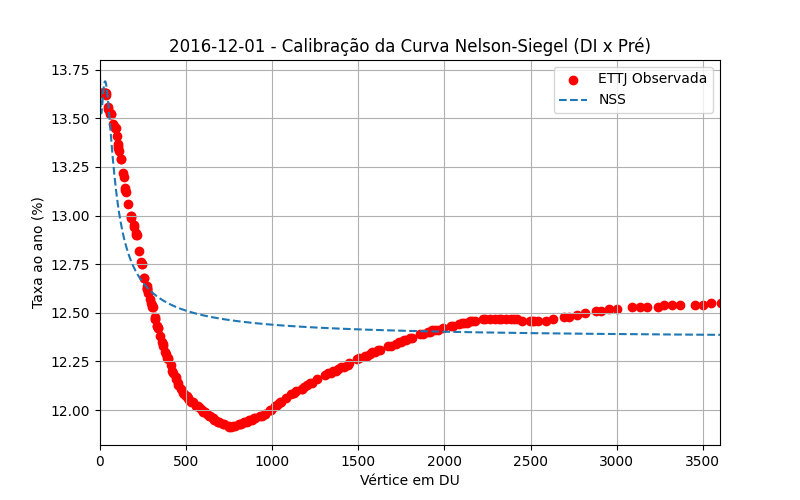 2016-12-01 - Calibração da Curva Nelson-Siegel (DI x Pré)
ETTJ Observada
NSS
Taxa ao ano (%)
13.75
13.50
13.25
13.00
12.75
12.50
12.25
12.00
0 500 1000 1500 2000 2500 3000 3500
Vértice em DU